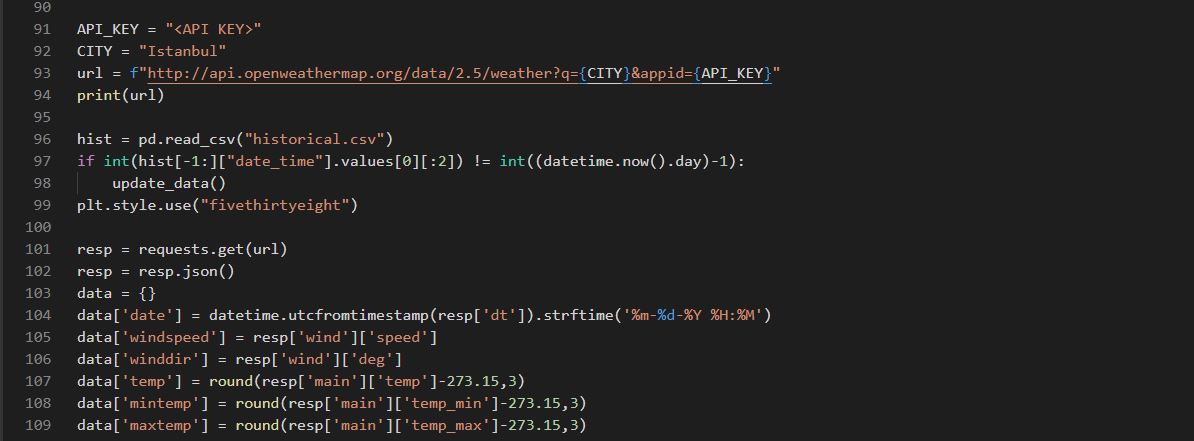 90
91 API_KEY = "<API KEY>"
92 CITY = "Istanbul"
93 url = f"http://api.openweathermap.org/data/2.5/weather?q={CITY}&appid={API_KEY}"
94 print(url)
95
96 hist = pd.read_csv("historical.csv")
97 if int(hist[-1:]["date_time"].values[0][:2]) != int((datetime.now().day)-1):
98     update_data()
99 plt.style.use("fivethirtyeight")
100
101 resp = requests.get(url)
102 resp = resp.json()
103 data = {}
104 data['date'] = datetime.utcfromtimestamp(resp['dt']).strftime('%m-%d-%Y %H:%M')
105 data['windspeed'] = resp['wind']['speed']
106 data['winddir'] = resp['wind']['deg']
107 data['temp'] = round(resp['main']['temp']-273.15,3)
108 data['mintemp'] = round(resp['main']['temp_min']-273.15,3)
109 data['maxtemp'] = round(resp['main']['temp_max']-273.15,3)